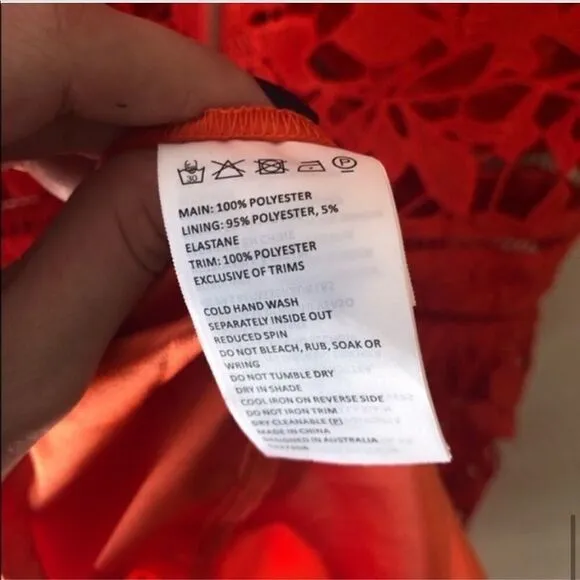 30
P
MAIN: 100% POLYESTER
LINING: 95% POLYESTER, 5%
ELASTANE
TRIM: 100% POLYESTER
EXCLUSIVE OF TRIMS
COLD HAND WASH
SEPARATELY INSIDE OUT
REDUCED SPIN
DO NOT BLEACH, RUB, SOAK OR
WRING
DO NOT TUMBLE DRY
DRY IN SHADE
COOL IRON ON REVERSE SIDE
DO NOT IRON TRIM
DRY CLEANABLE (P)
MADE IN CHINA
DESIGNED IN AUSTRALIA